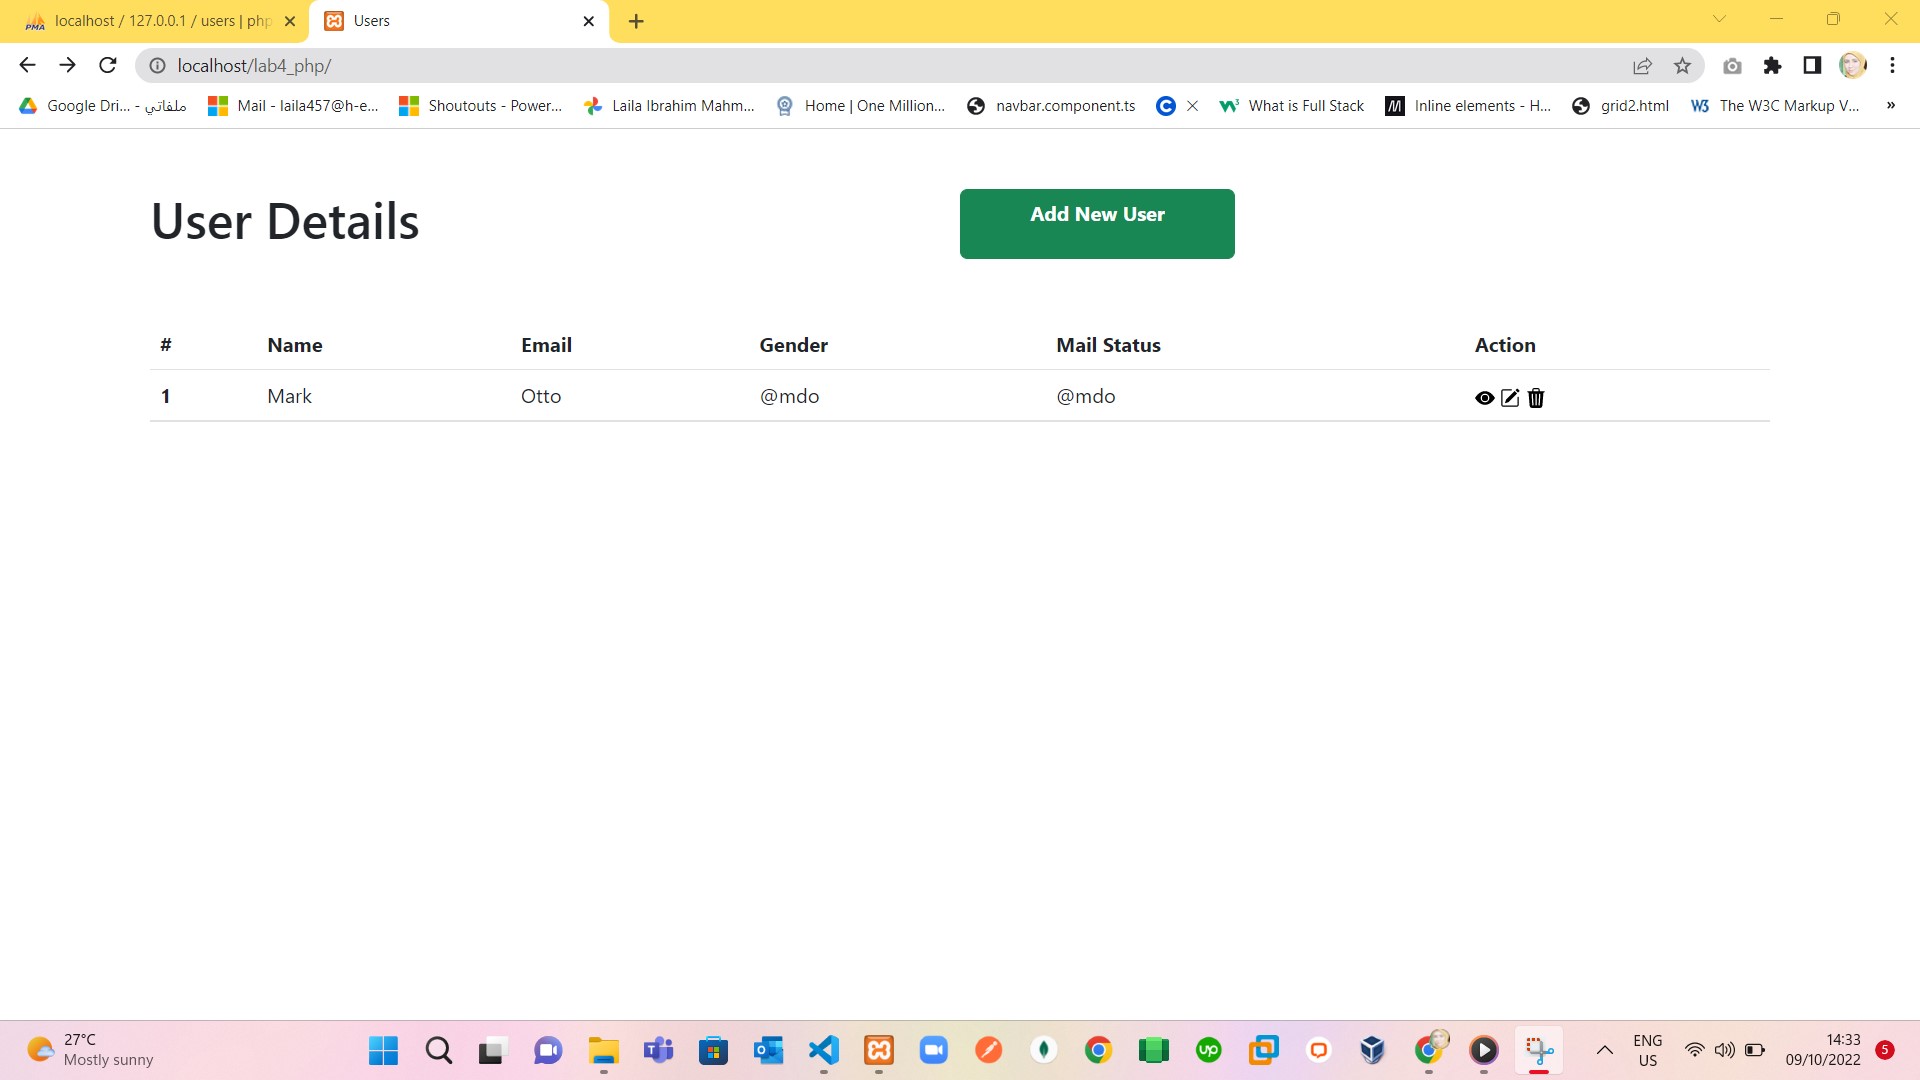 localhost / 127.0.0.1 / users | php
Users
localhost/lab4_php/
Google Dri... - ملفاتي
Mail - laila457@h-e...
Shoutouts - Power...
Laila Ibrahim Mahm...
Home | One Million...
navbar.component.ts
What is Full Stack
Inline elements - H...
grid2.html
The W3C Markup V...
»
User Details
Add New User
# Name Email Gender Mail Status Action
1 Mark Otto @mdo @mdo
27°C
Mostly sunny
ENG
US
14:33
09/10/2022
5